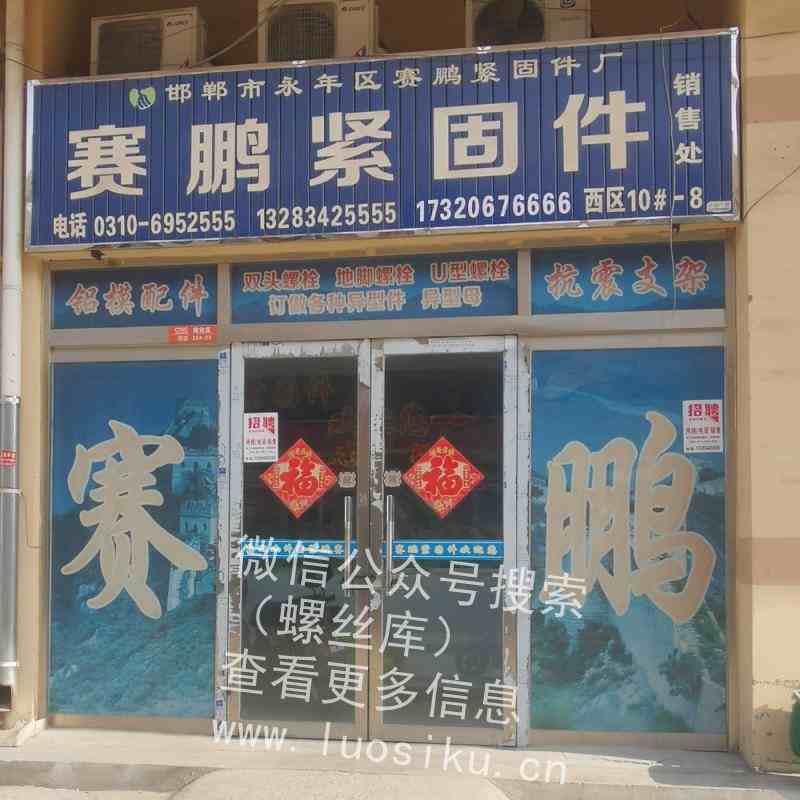 邯郸市永年区赛鹏紧固件厂
赛鹏紧固件
销售处
电话 0310-6952555 13283425555 17320676666 西区10#-8
铝模配件
双头螺栓 地脚螺栓 U型螺栓
订做各种异型件 异型母
抗震支架
赛
鹏
招聘
招聘
福
福
微信公众号搜索
（螺丝库）
查看更多信息
www.luosiku.cn